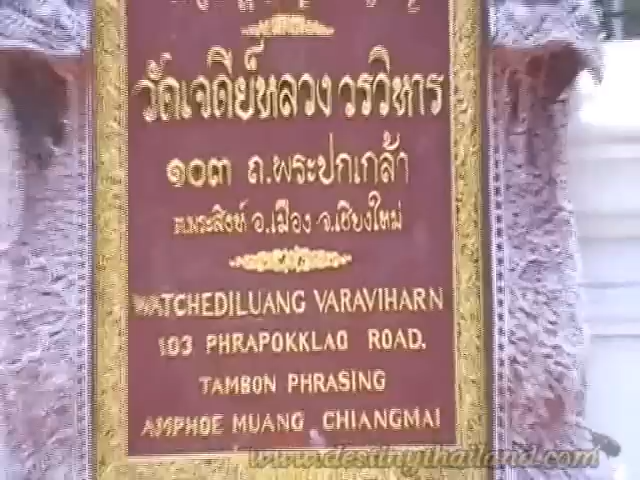 วัดเจดีย์หลวง วรวิหาร
๑๐๓ ถ.พระปกเกล้า
ต.พระสิงห์ อ.เมือง จ.เชียงใหม่
WATCHEDILUANG VARAVIHARN
103 PHRAPOKKLAO ROAD.
TAMBON PHRASING
AMPHOE MUANG CHIANGMAI
www.destinythailand.com